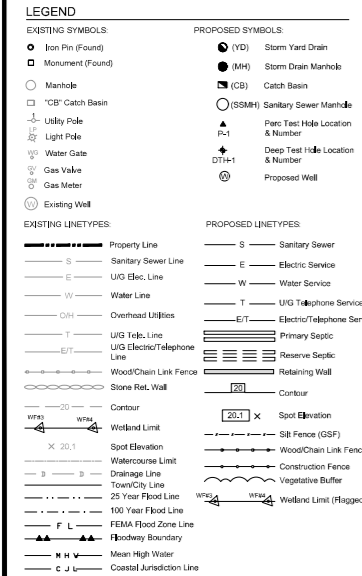 LEGEND
EXISTING SYMBOLS:
Iron Pin (Found)
Monument (Found)
Manhole
"CB" Catch Basin
Utility Pole
LP Light Pole
WG Water Gate
GV Gas Valve
GM Gas Meter
W Existing Well
PROPOSED SYMBOLS:
(YD) Storm Yard Drain
(MH) Storm Drain Manhole
(CB) Catch Basin
(SSMH) Sanitary Sewer Manhole
P-1 Perc Test Hole Location
& Number
DTH-1 Deep Test Hole Location
& Number
W Proposed Well
EXISTING LINETYPES:
Property Line
S Sanitary Sewer Line
E U/G Elec. Line
W Water Line
O/H Overhead Utilities
T U/G Tele. Line
E/T U/G Electric/Telephone
Line
Wood/Chain Link Fence
Stone Ret. Wall
20 Contour
WF#3 WF#4 Wetland Limit
× 20.1 Spot Elevation
Watercourse Limit
D D Drainage Line
Town/City Line
25 Year Flood Line
100 Year Flood Line
F L FEMA Flood Zone Line
Floodway Boundary
M H W Mean High Water
C J L Coastal Jurisdiction Line
PROPOSED LINETYPES:
S Sanitary Sewer
E Electric Service
W Water Service
T U/G Telephone Service
E/T Electric/Telephone Ser
Primary Septic
Reserve Septic
Retaining Wall
20 Contour
20.1 × Spot Elevation
Silt Fence (GSF)
Wood/Chain Link Fenc
Construction Fence
Vegetative Buffer
WF#3 WF#4 Wetland Limit (Flagged